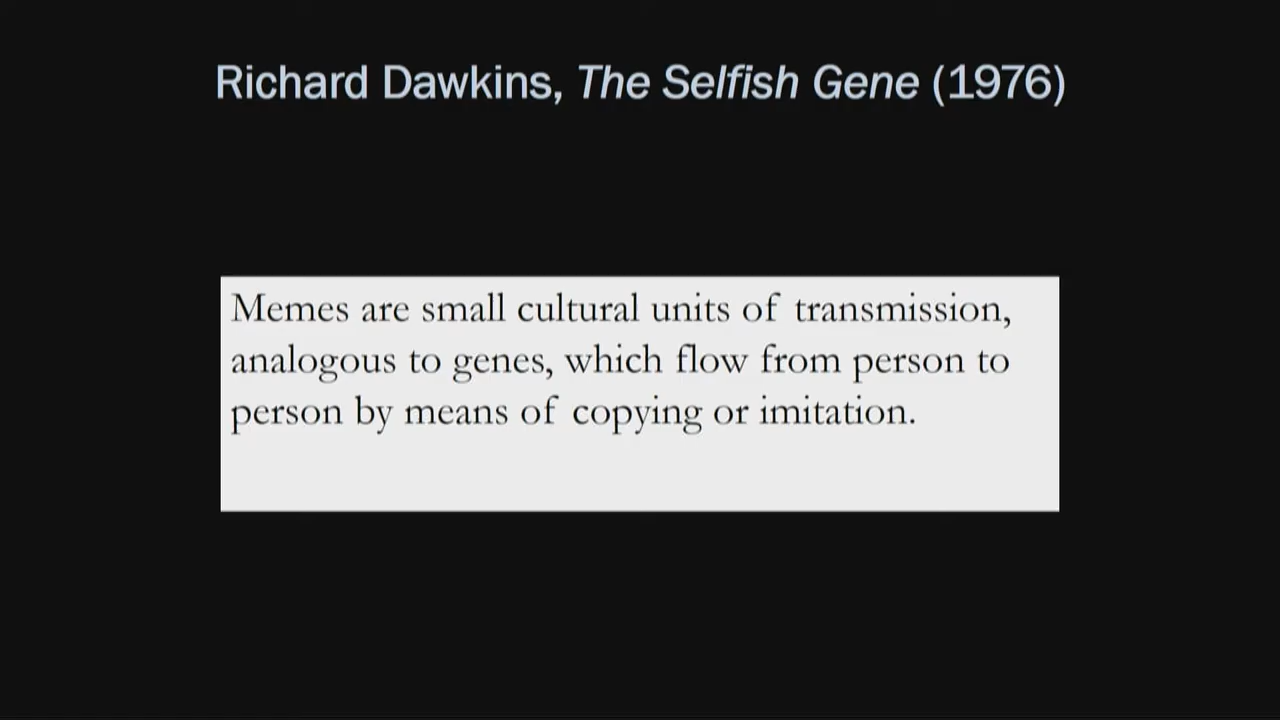 Richard Dawkins, The Selfish Gene (1976)
Memes are small cultural units of transmission,
analogous to genes, which flow from person to
person by means of copying or imitation.